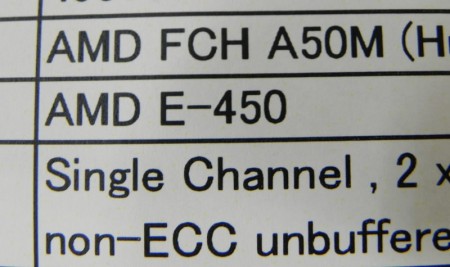 AMD FCH A50M (H
AMD E-450
Single Channel , 2 x
non-ECC unbuffere